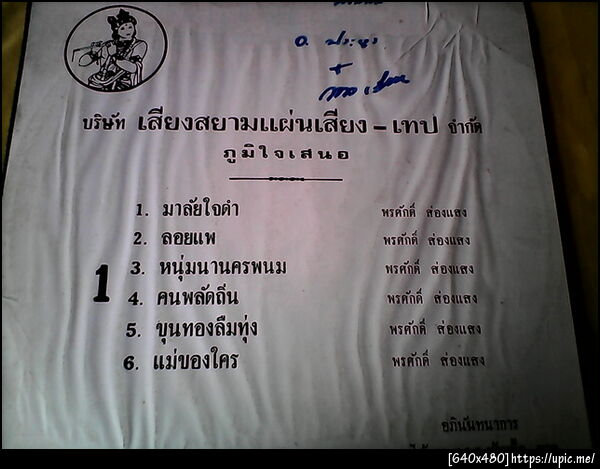 อ. ประยูร
บริษัท เสียงสยามแผ่นเสียง – เทป จำกัด
ภูมิใจเสนอ
1
1. มาลัยใจดำ พรศักดิ์ ส่องแสง
2. ลอยแพ พรศักดิ์ ส่องแสง
3. หนุ่มนานครพนม พรศักดิ์ ส่องแสง
4. คนพลัดถิ่น พรศักดิ์ ส่องแสง
5. ขุนทองลืมทุ่ง พรศักดิ์ ส่องแสง
6. แม่ของใคร พรศักดิ์ ส่องแสง
อภินันทนาการ
[640x480]https://upic.me/